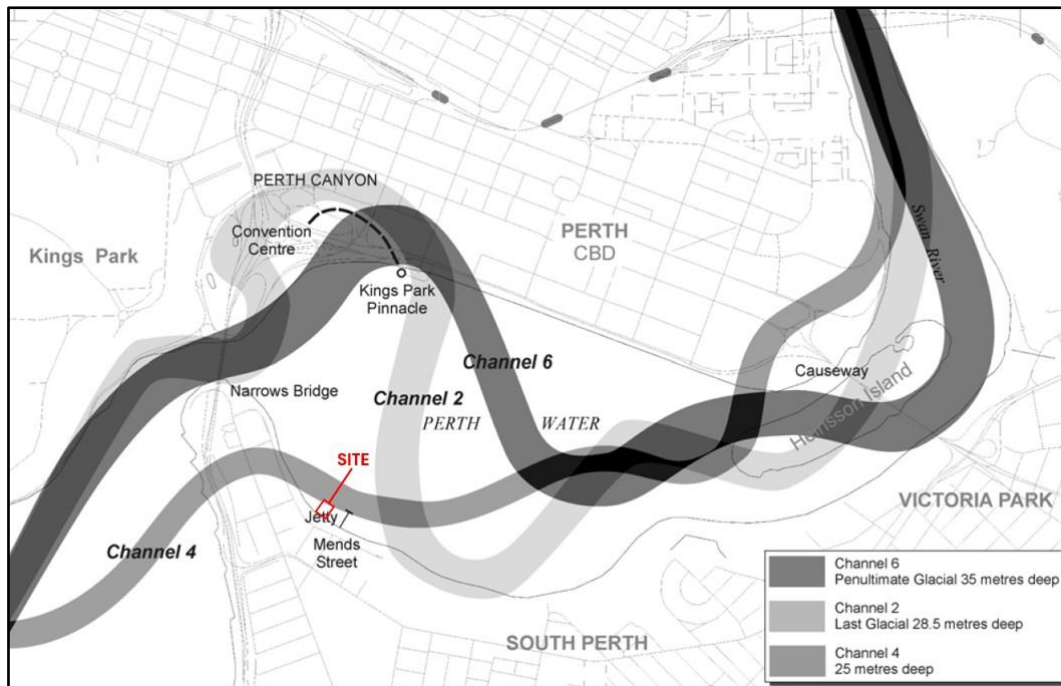 PERTH CANYON
Convention
Centre
Kings Park
Kings Park
Pinnacle
PERTH
CBD
Swan River
Channel 6
Channel 2
PERTH WATER
Narrows Bridge
Causeway
Heirisson Island
SITE
Jetty
Mends
Street
Channel 4
VICTORIA PARK
SOUTH PERTH
Channel 6
Penultimate Glacial 35 metres deep
Channel 2
Last Glacial 28.5 metres deep
Channel 4
25 metres deep